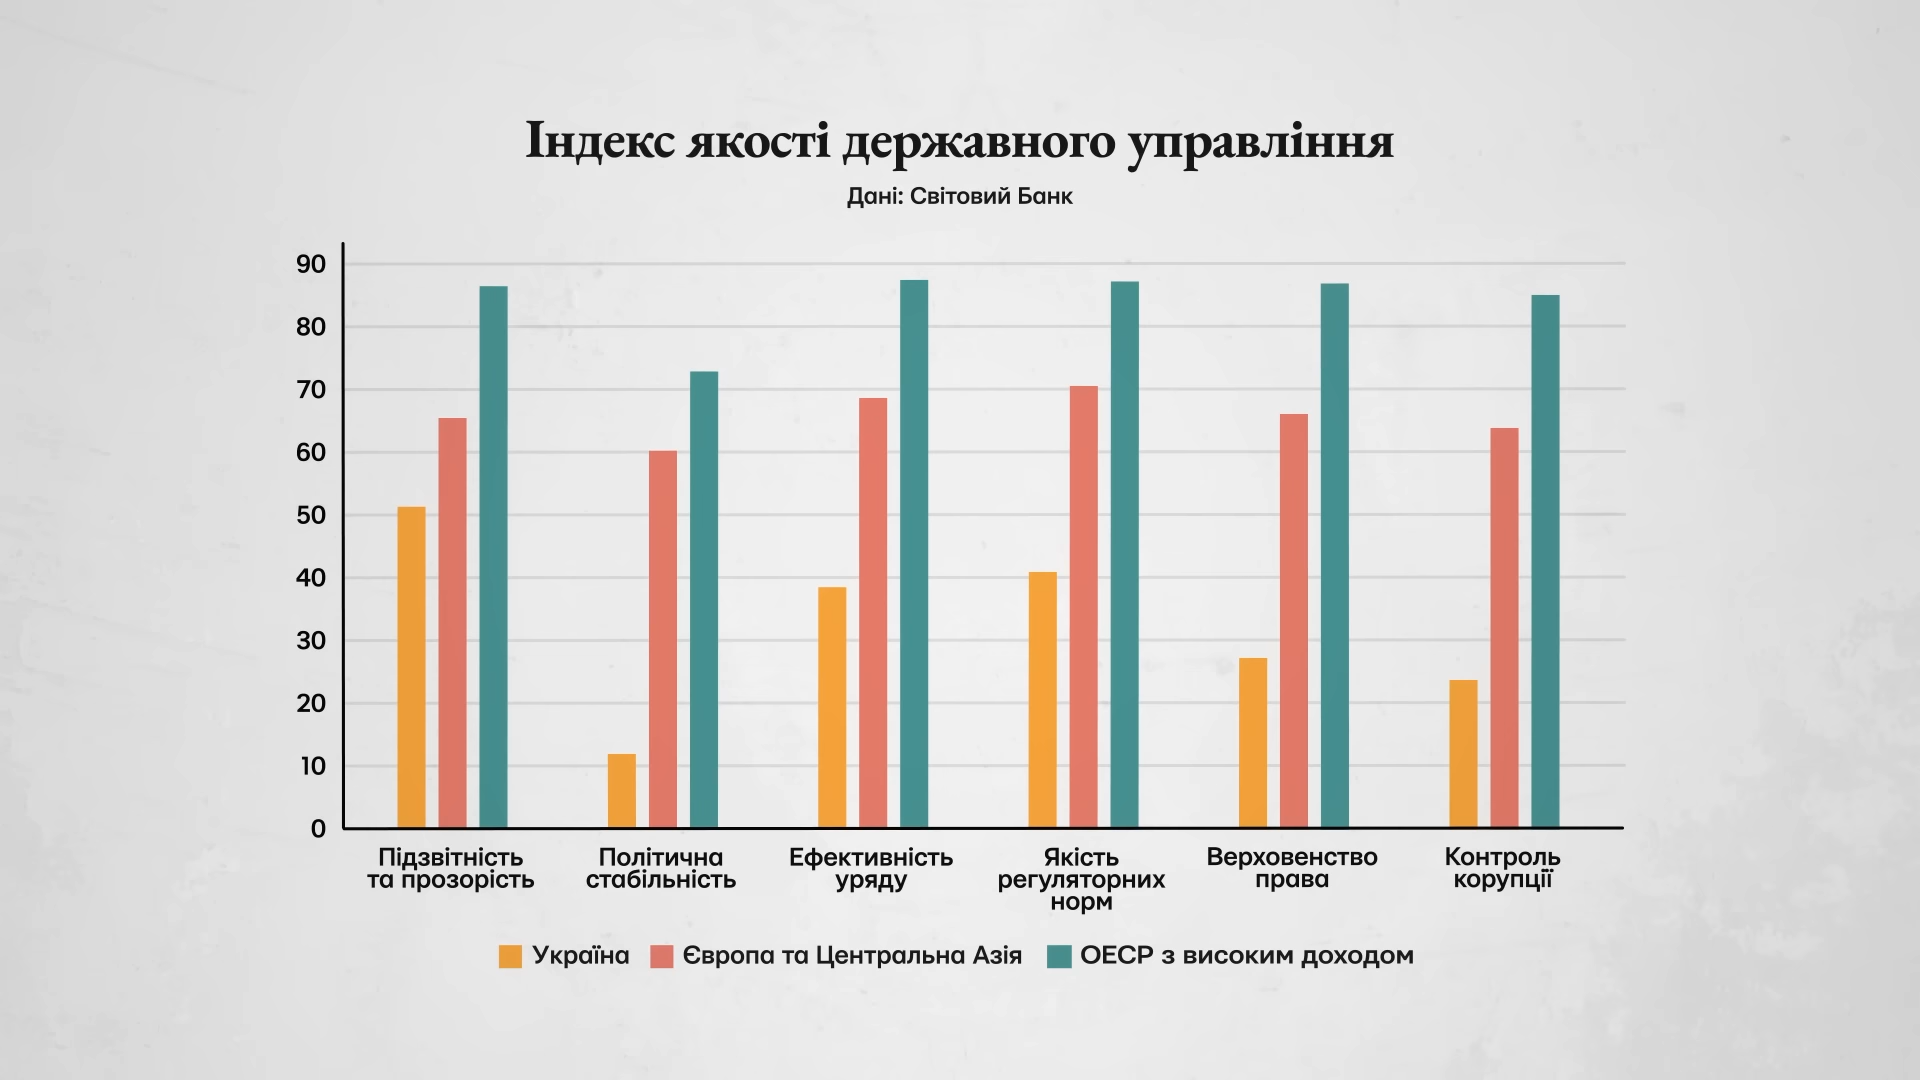 Індекс якості державного управління
Дані: Світовий Банк
90
80
70
60
50
40
30
20
10
0
Підзвітність
та прозорість
Політична
стабільність
Ефективність
уряду
Якість
регуляторних
норм
Верховенство
права
Контроль
корупції
Україна
Європа та Центральна Азія
ОЕСР з високим доходом